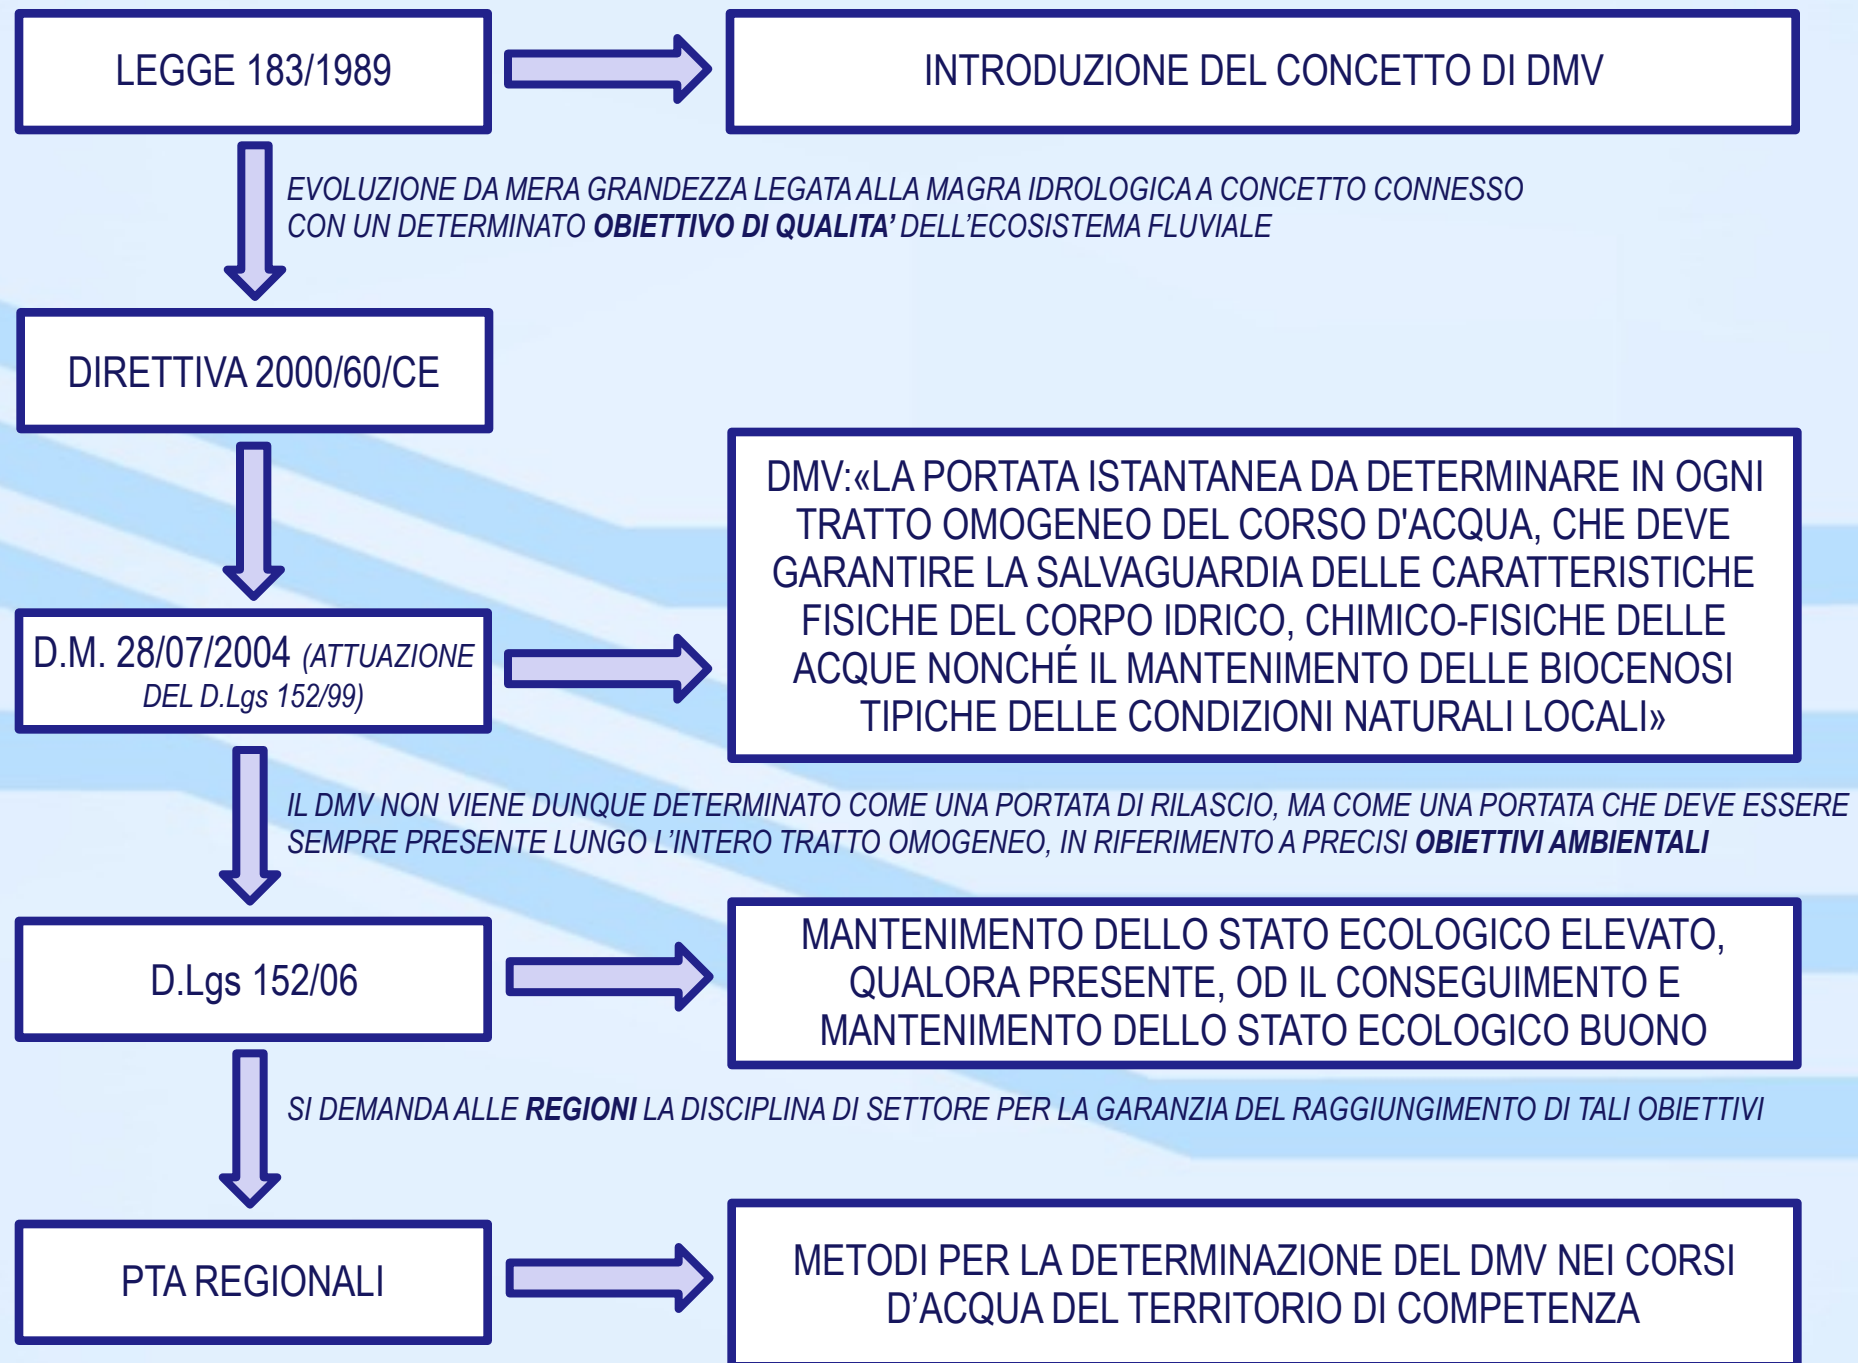 LEGGE 183/1989
INTRODUZIONE DEL CONCETTO DI DMV
EVOLUZIONE DA MERA GRANDEZZA LEGATA ALLA MAGRA IDROLOGICA A CONCETTO CONNESSO
CON UN DETERMINATO OBIETTIVO DI QUALITA' DELL'ECOSISTEMA FLUVIALE
DIRETTIVA 2000/60/CE
D.M. 28/07/2004 (ATTUAZIONE
DEL D.Lgs 152/99)
DMV:«LA PORTATA ISTANTANEA DA DETERMINARE IN OGNI
TRATTO OMOGENEO DEL CORSO D'ACQUA, CHE DEVE
GARANTIRE LA SALVAGUARDIA DELLE CARATTERISTICHE
FISICHE DEL CORPO IDRICO, CHIMICO-FISICHE DELLE
ACQUE NONCHÉ IL MANTENIMENTO DELLE BIOCENOSI
TIPICHE DELLE CONDIZIONI NATURALI LOCALI»
IL DMV NON VIENE DUNQUE DETERMINATO COME UNA PORTATA DI RILASCIO, MA COME UNA PORTATA CHE DEVE ESSERE
SEMPRE PRESENTE LUNGO L'INTERO TRATTO OMOGENEO, IN RIFERIMENTO A PRECISI OBIETTIVI AMBIENTALI
D.Lgs 152/06
MANTENIMENTO DELLO STATO ECOLOGICO ELEVATO,
QUALORA PRESENTE, OD IL CONSEGUIMENTO E
MANTENIMENTO DELLO STATO ECOLOGICO BUONO
SI DEMANDA ALLE REGIONI LA DISCIPLINA DI SETTORE PER LA GARANZIA DEL RAGGIUNGIMENTO DI TALI OBIETTIVI
PTA REGIONALI
METODI PER LA DETERMINAZIONE DEL DMV NEI CORSI
D'ACQUA DEL TERRITORIO DI COMPETENZA